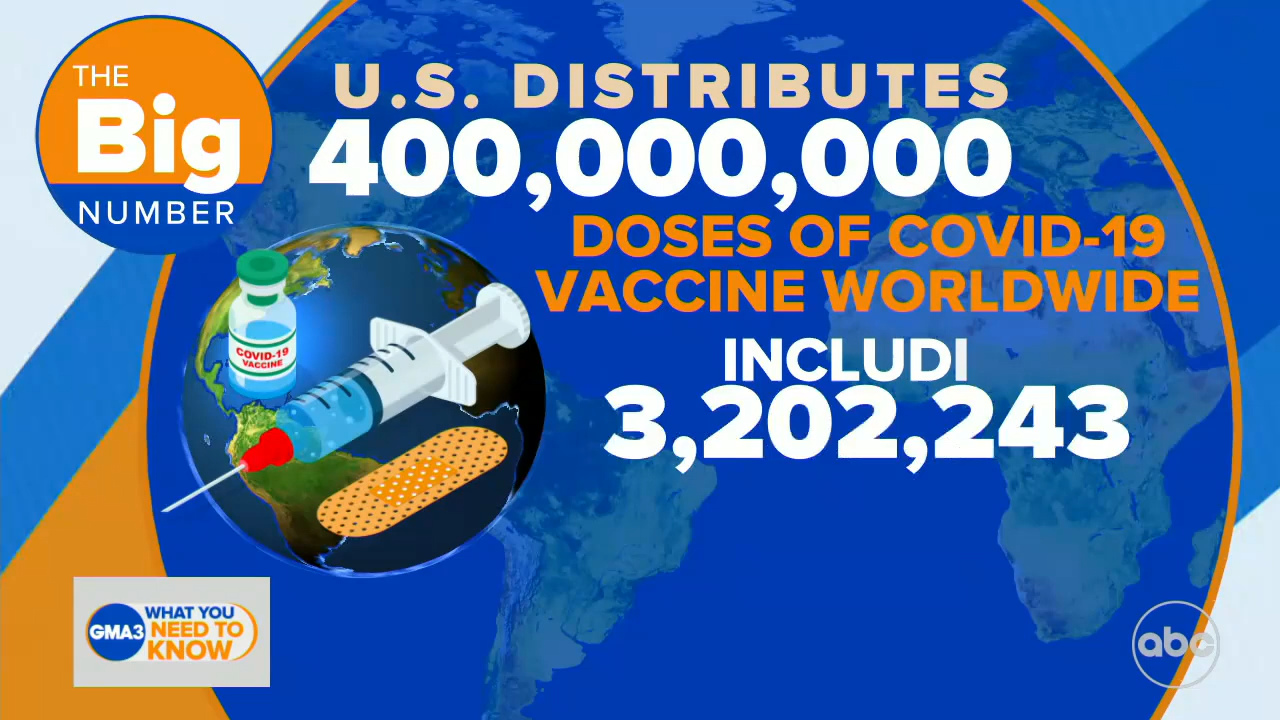 THE
Big
NUMBER
U.S. DISTRIBUTES
400,000,000
DOSES OF COVID-19
VACCINE WORLDWIDE
INCLUDI
3,202,243
COVID-19
VACCINE
GMA3
WHAT YOU
NEED TO
KNOW
abc